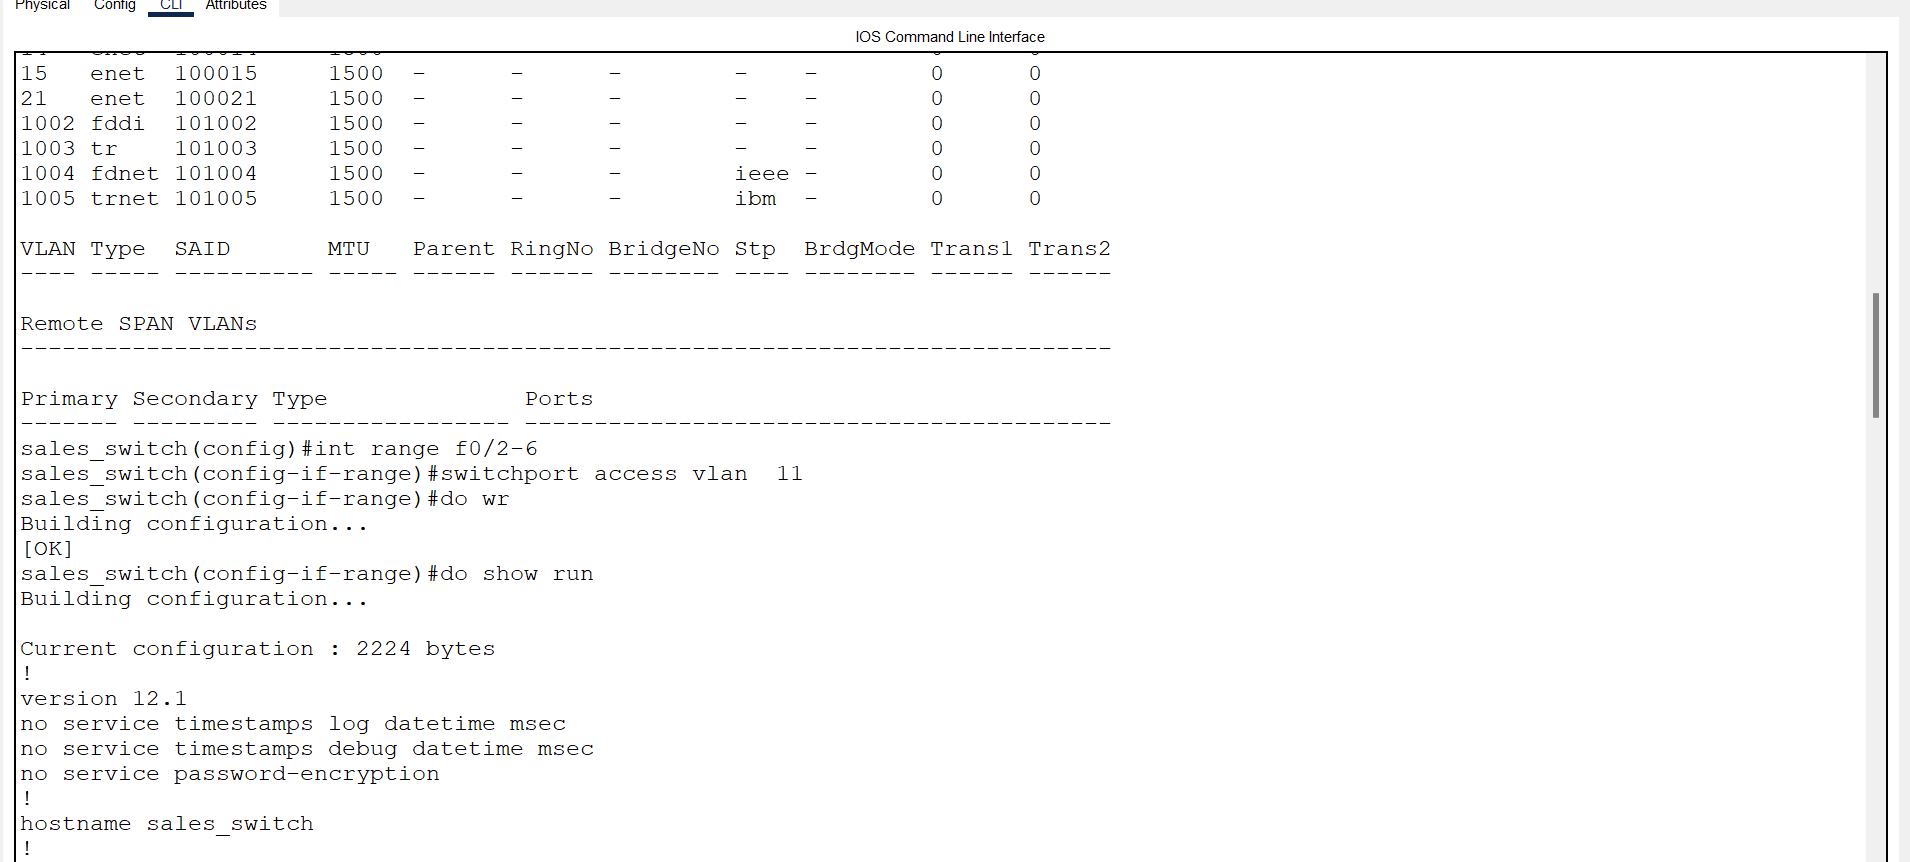 Physical Config CLI Attributes
IOS Command Line Interface
15 enet 100015 1500 - - - - - 0 0
21 enet 100021 1500 - - - - - 0 0
1002 fddi 101002 1500 - - - - - 0 0
1003 tr 101003 1500 - - - - - 0 0
1004 fdnet 101004 1500 - - - ieee - 0 0
1005 trnet 101005 1500 - - - ibm - 0 0
VLAN Type SAID MTU Parent RingNo BridgeNo Stp BrdgMode Trans1 Trans2
---- ----- ---------- ----- ------ ------ -------- ---- -------- ------ ------
Remote SPAN VLANs
------------------------------------------------------------------------------
Primary Secondary Type Ports
------- --------- ----------------- ------------------------------------------
sales_switch(config)#int range f0/2-6
sales_switch(config-if-range)#switchport access vlan  11
sales_switch(config-if-range)#do wr
Building configuration...
[OK]
sales_switch(config-if-range)#do show run
Building configuration...
Current configuration : 2224 bytes
!
version 12.1
no service timestamps log datetime msec
no service timestamps debug datetime msec
no service password-encryption
!
hostname sales_switch
!